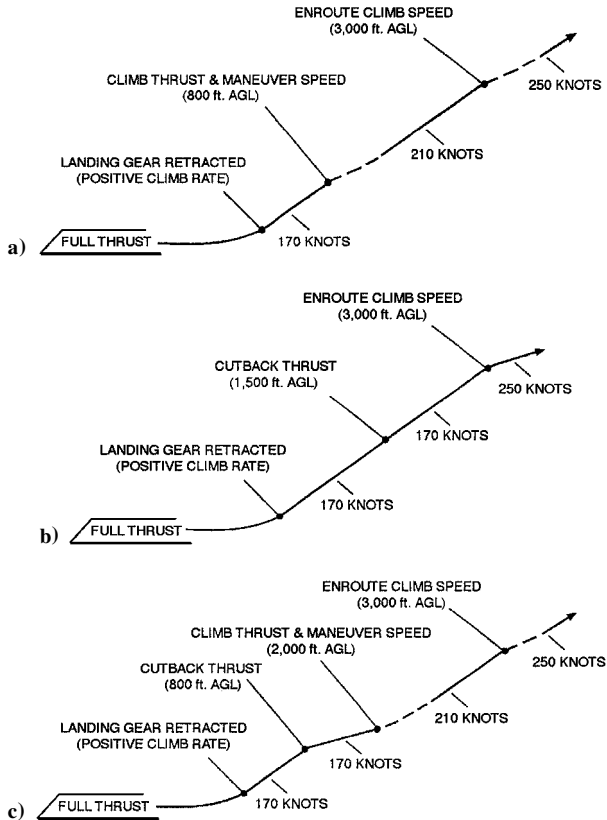 ENROUTE CLIMB SPEED
(3,000 ft. AGL)
250 KNOTS
CLIMB THRUST & MANEUVER SPEED
(800 ft. AGL)
210 KNOTS
LANDING GEAR RETRACTED
(POSITIVE CLIMB RATE)
170 KNOTS
a)
FULL THRUST
ENROUTE CLIMB SPEED
(3,000 ft. AGL)
250 KNOTS
CUTBACK THRUST
(1,500 ft. AGL)
170 KNOTS
LANDING GEAR RETRACTED
(POSITIVE CLIMB RATE)
170 KNOTS
b)
FULL THRUST
ENROUTE CLIMB SPEED
(3,000 ft. AGL)
CLIMB THRUST & MANEUVER SPEED
(2,000 ft. AGL)
250 KNOTS
CUTBACK THRUST
(800 ft. AGL)
210 KNOTS
LANDING GEAR RETRACTED
(POSITIVE CLIMB RATE)
170 KNOTS
170 KNOTS
c)
FULL THRUST